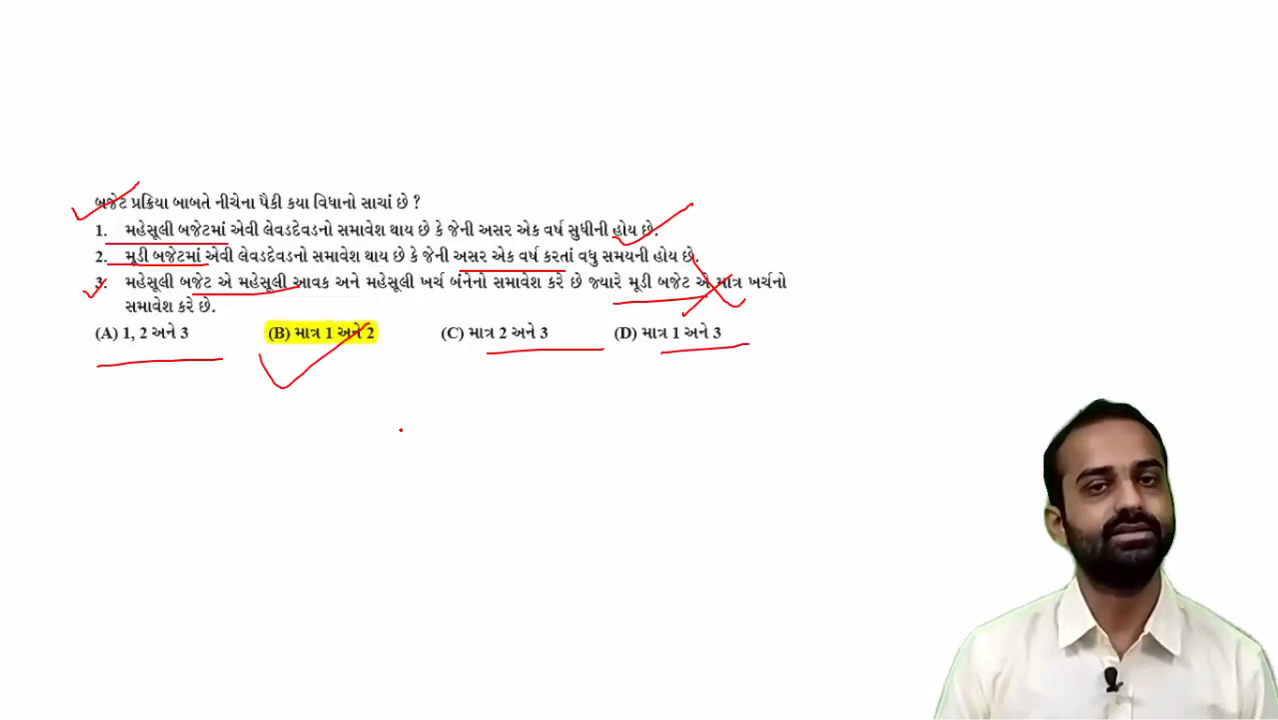 બજેટ પ્રક્રિયા બાબતે નીચેના પૈકી કયા વિધાનો સાચાં છે ?
1. મહેસૂલી બજેટમાં એવી લેવડદેવડનો સમાવેશ થાય છે કે જેની અસર એક વર્ષ સુધીની હોય છે.
2. મૂડી બજેટમાં એવી લેવડદેવડનો સમાવેશ થાય છે કે જેની અસર એક વર્ષ કરતાં વધુ સમયની હોય છે.
3. મહેસૂલી બજેટ એ મહેસૂલી આવક અને મહેસૂલી ખર્ચ બંનેનો સમાવેશ કરે છે જ્યારે મૂડી બજેટ એ માત્ર ખર્ચનો
સમાવેશ કરે છે.
(A) 1, 2 અને 3 (B) માત્ર 1 અને 2 (C) માત્ર 2 અને 3 (D) માત્ર 1 અને 3